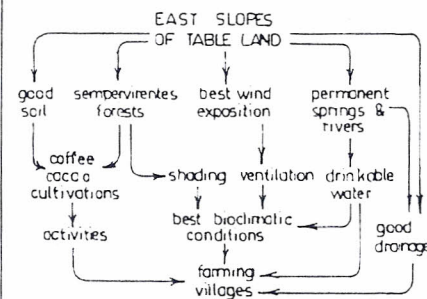 EAST SLOPES
OF TABLE LAND
good
soil
sempervirentes
forests
best wind
exposition
permanent
springs &
rivers
coffee
cacao
cultivations
shading
ventilation
drinkable
water
activities
best bioclimatic
conditions
good
drainage
farming
villages